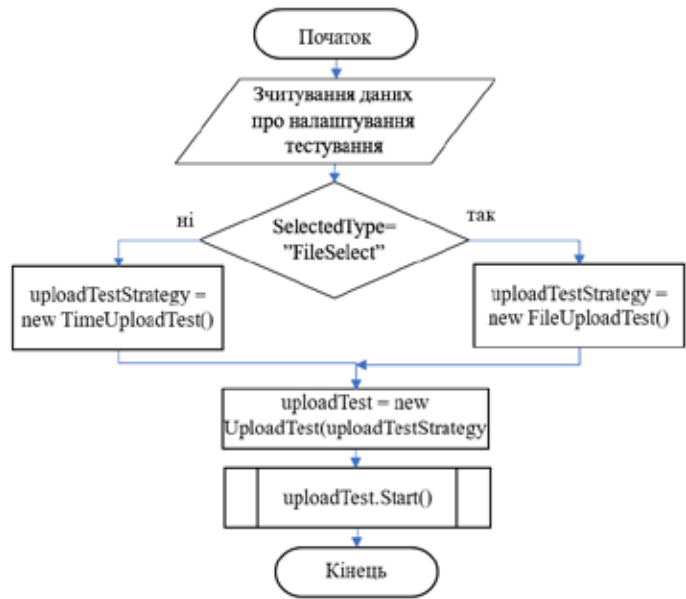 Початок
Зчитування даних
про налаштування
тестування
ні
SelectedType=
"FileSelect"
так
uploadTestStrategy =
new TimeUploadTest()
uploadTestStrategy =
new FileUploadTest()
uploadTest = new
UploadTest(uploadTestStrategy
uploadTest.Start()
Кінець